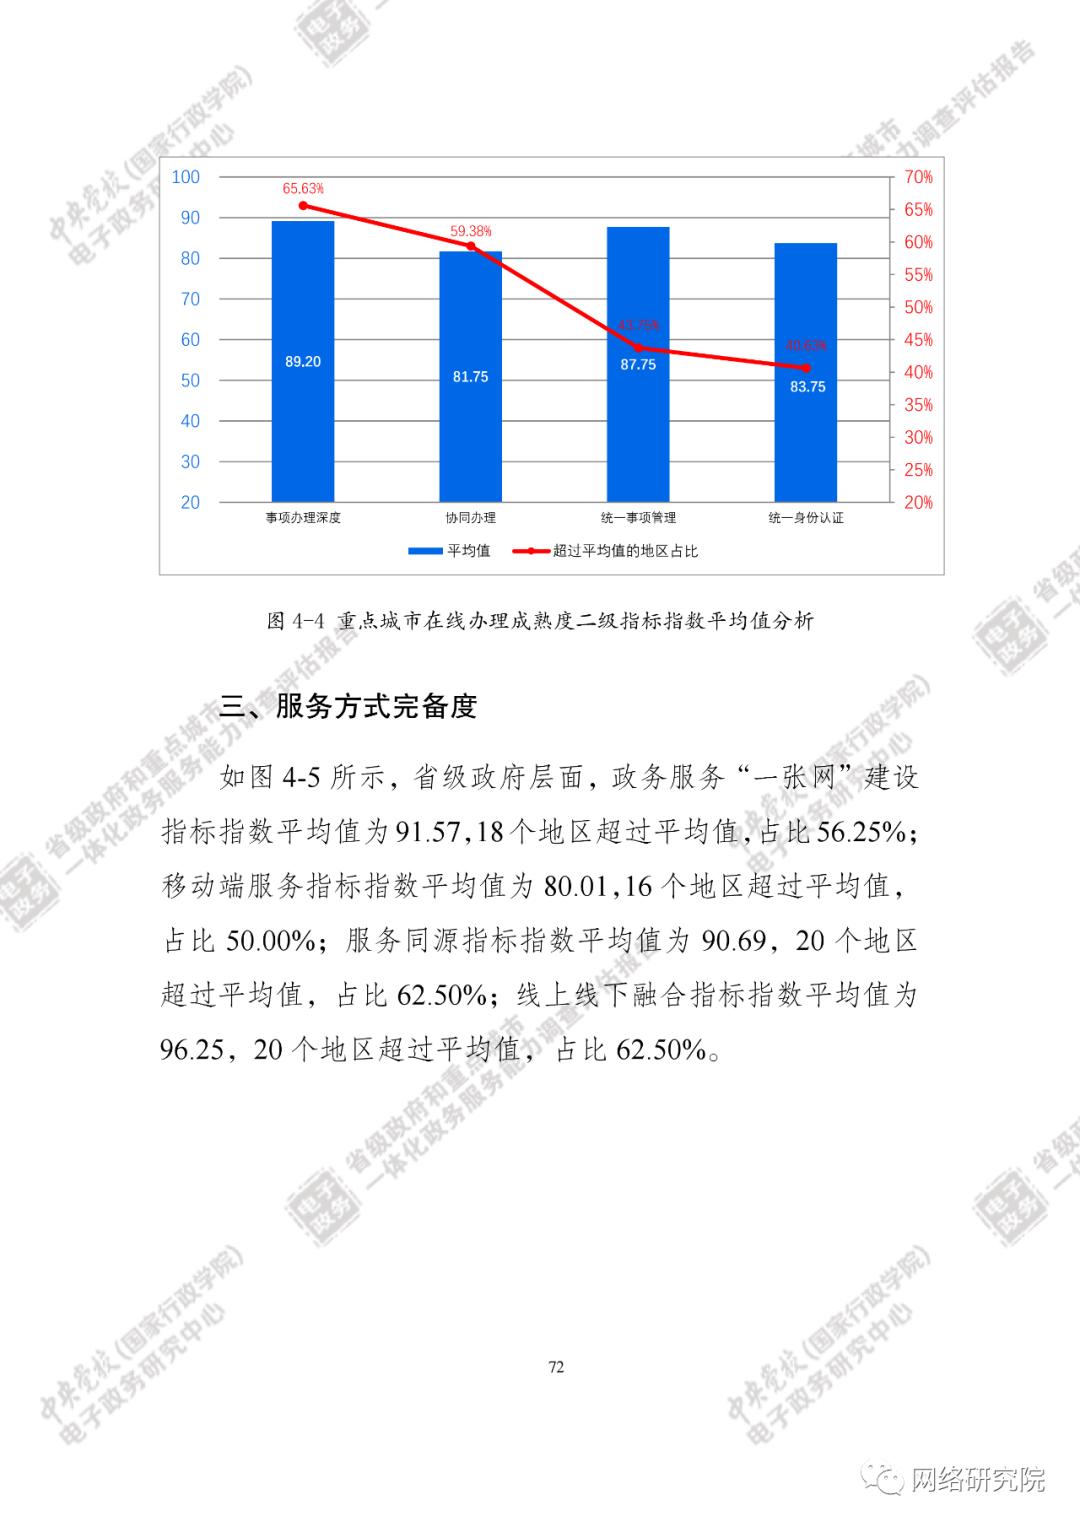 100
90
80
70
60
50
40
30
20
70%
65%
60%
55%
50%
45%
40%
35%
30%
25%
20%
65.63%
59.38%
43.75%
40.63%
89.20
81.75
87.75
83.75
事项办理深度
协同办理
统一事项管理
统一身份认证
平均值
超过平均值的地区占比
图 4-4 重点城市在线办理成熟度二级指标指数平均值分析
三、服务方式完备度
如图 4-5 所示，省级政府层面，政务服务“一张网”建设
指标指数平均值为91.57,18个地区超过平均值,占比56.25%；
移动端服务指标指数平均值为 80.01,16 个地区超过平均值，
占比 50.00%；服务同源指标指数平均值为 90.69，20 个地区
超过平均值，占比 62.50%；线上线下融合指标指数平均值为
96.25，20 个地区超过平均值，占比 62.50%。
72
中央党校(国家行政学院)
电子政务研究中心
省级政府和重点城市
一体化政务服务能力调查评估报告
电子
政务
网络研究院